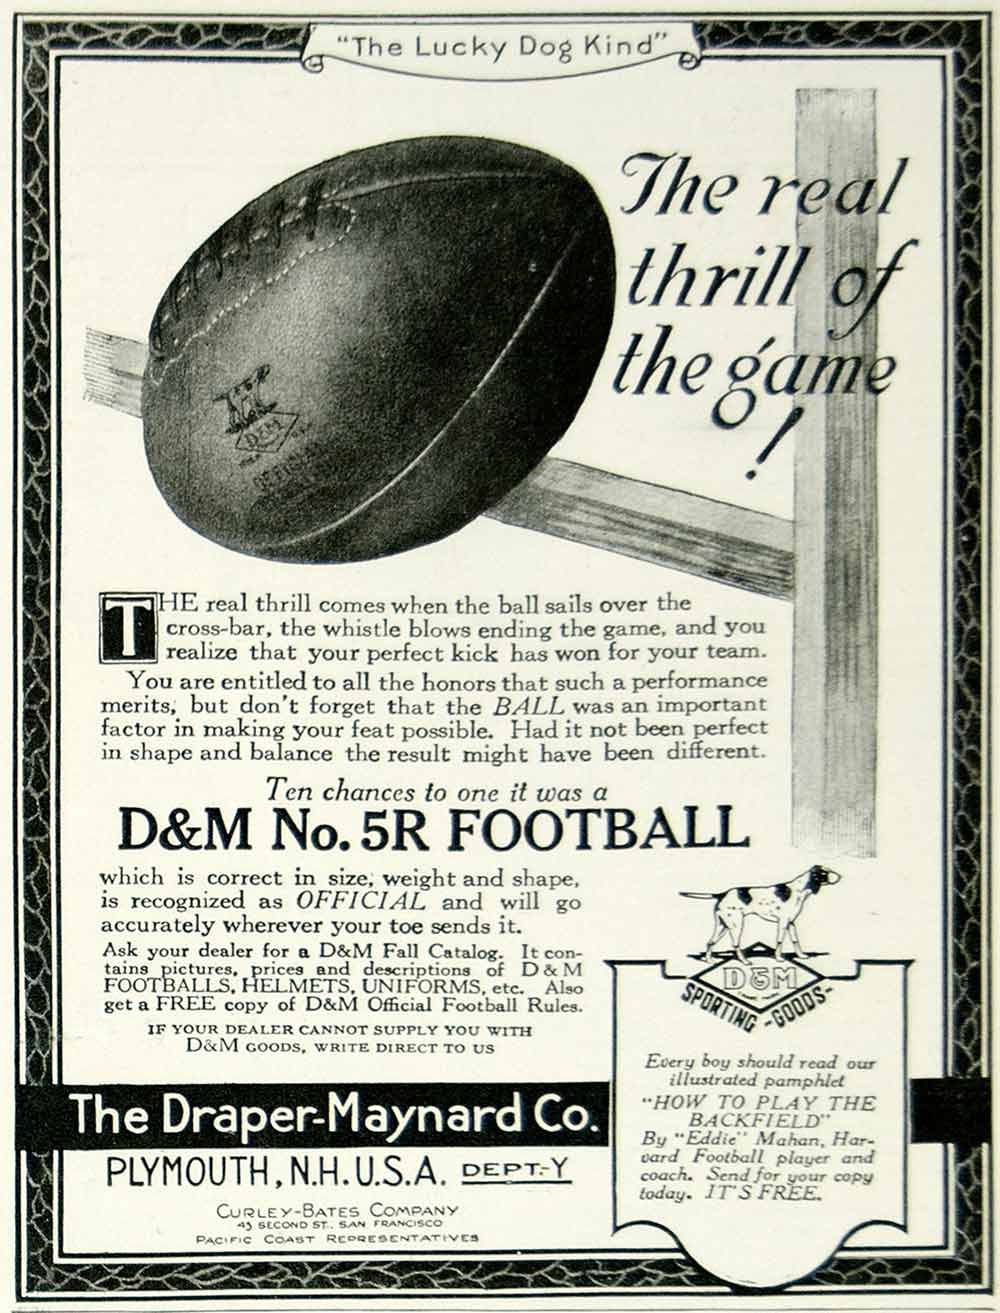 "The Lucky Dog Kind"
The real
thrill of
the game
!
D&M
THE real thrill comes when the ball sails over the
cross-bar, the whistle blows ending the game, and you
realize that your perfect kick has won for your team.
You are entitled to all the honors that such a performance
merits, but don't forget that the BALL was an important
factor in making your feat possible. Had it not been perfect
in shape and balance the result might have been different.
Ten chances to one it was a
D&M No. 5R FOOTBALL
which is correct in size, weight and shape,
is recognized as OFFICIAL and will go
accurately wherever your toe sends it.
Ask your dealer for a D&M Fall Catalog. It con-
tains pictures, prices and descriptions of D & M
FOOTBALLS, HELMETS, UNIFORMS, etc. Also
get a FREE copy of D&M Official Football Rules.
IF YOUR DEALER CANNOT SUPPLY YOU WITH
D&M GOODS, WRITE DIRECT TO US
D&M
SPORTING-GOODS-
Every boy should read our
illustrated pamphlet
"HOW TO PLAY THE
BACKFIELD"
By "Eddie" Mahan, Har-
vard Football player and
coach. Send for your copy
today. IT'S FREE.
The Draper-Maynard Co.
PLYMOUTH, N.H. U.S.A. DEPT.-Y
CURLEY-BATES COMPANY
45 SECOND ST., SAN FRANCISCO
PACIFIC COAST REPRESENTATIVES